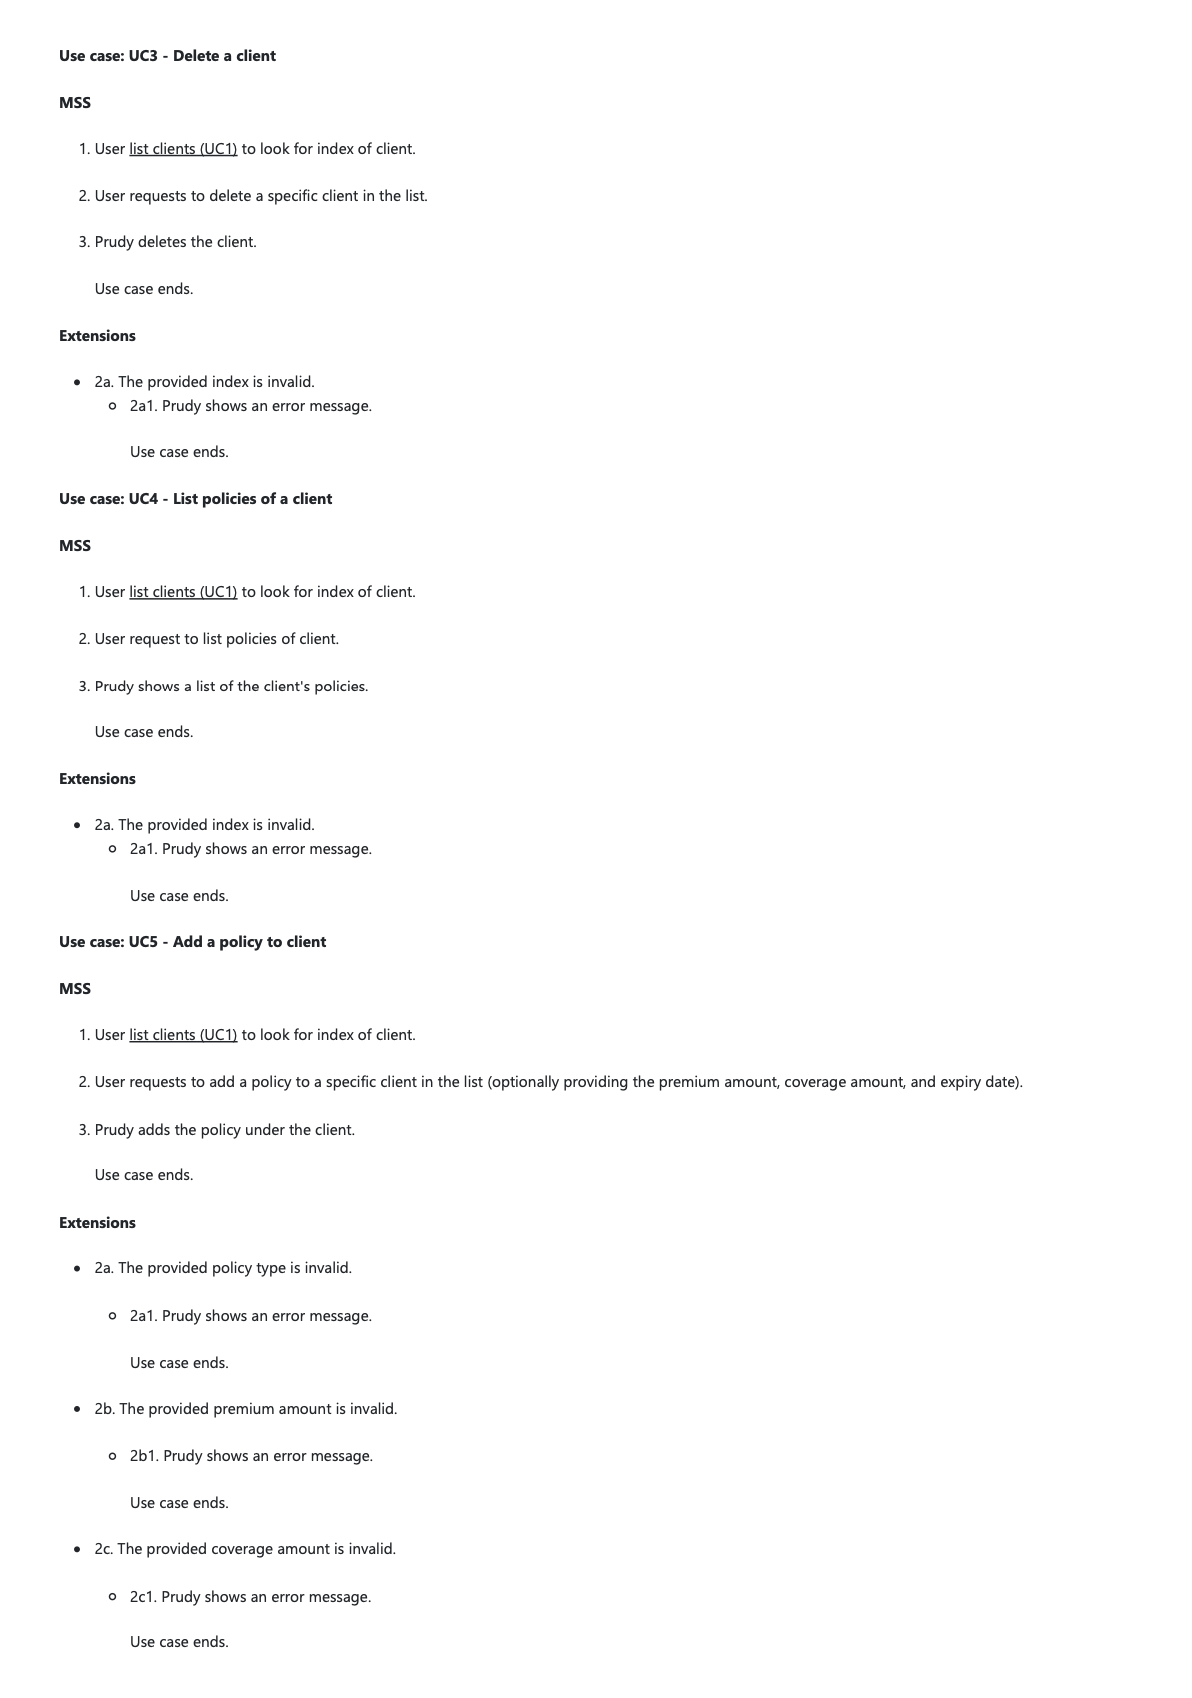 Use case: UC3 - Delete a client
MSS
1. User list clients (UC1) to look for index of client.
2. User requests to delete a specific client in the list.
3. Prudy deletes the client.
Use case ends.
Extensions
• 2a. The provided index is invalid.
○ 2a1. Prudy shows an error message.
Use case ends.
Use case: UC4 - List policies of a client
MSS
1. User list clients (UC1) to look for index of client.
2. User request to list policies of client.
3. Prudy shows a list of the client's policies.
Use case ends.
Extensions
• 2a. The provided index is invalid.
○ 2a1. Prudy shows an error message.
Use case ends.
Use case: UC5 - Add a policy to client
MSS
1. User list clients (UC1) to look for index of client.
2. User requests to add a policy to a specific client in the list (optionally providing the premium amount, coverage amount, and expiry date).
3. Prudy adds the policy under the client.
Use case ends.
Extensions
• 2a. The provided policy type is invalid.
○ 2a1. Prudy shows an error message.
Use case ends.
• 2b. The provided premium amount is invalid.
○ 2b1. Prudy shows an error message.
Use case ends.
• 2c. The provided coverage amount is invalid.
○ 2c1. Prudy shows an error message.
Use case ends.